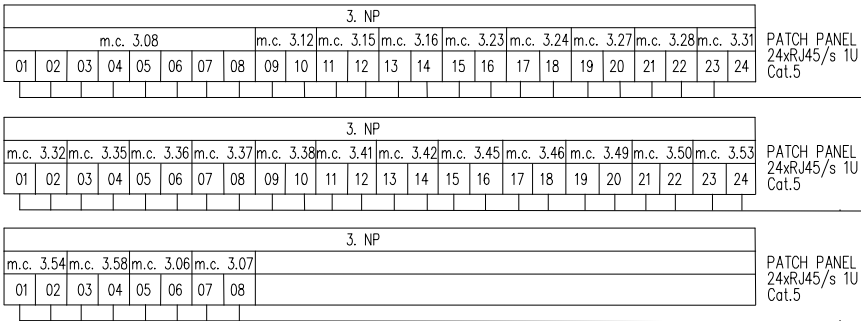 3. NP
m.c. 3.08 m.c. 3.12 m.c. 3.15 m.c. 3.16 m.c. 3.23 m.c. 3.24 m.c. 3.27 m.c. 3.28 m.c. 3.31
01 02 03 04 05 06 07 08 09 10 11 12 13 14 15 16 17 18 19 20 21 22 23 24
PATCH PANEL
24xRJ45/s 1U
Cat.5
3. NP
m.c. 3.32 m.c. 3.35 m.c. 3.36 m.c. 3.37 m.c. 3.38 m.c. 3.41 m.c. 3.42 m.c. 3.45 m.c. 3.46 m.c. 3.49 m.c. 3.50 m.c. 3.53
01 02 03 04 05 06 07 08 09 10 11 12 13 14 15 16 17 18 19 20 21 22 23 24
PATCH PANEL
24xRJ45/s 1U
Cat.5
3. NP
m.c. 3.54 m.c. 3.58 m.c. 3.06 m.c. 3.07
01 02 03 04 05 06 07 08
PATCH PANEL
24xRJ45/s 1U
Cat.5